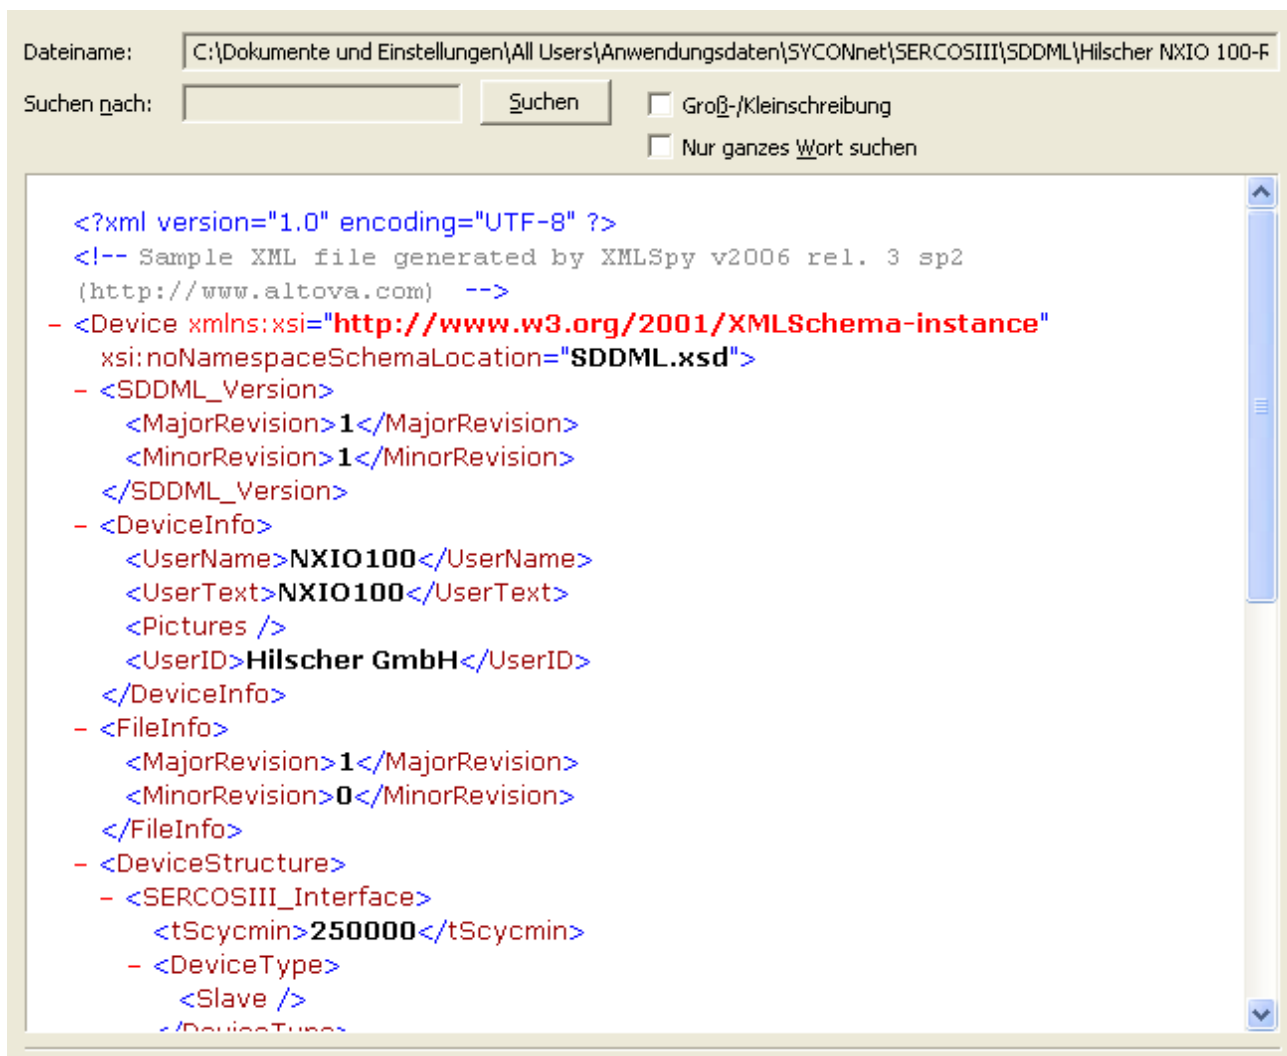 Dateiname: C:\Dokumente und Einstellungen\All Users\Anwendungsdaten\SYCONnet\SERCOSIII\SDDML\Hilscher NXIO 100-R
Suchen nach: Suchen Groß-/Kleinschreibung
Nur ganzes Wort suchen
<?xml version="1.0" encoding="UTF-8" ?>
<!-- Sample XML file generated by XMLSpy v2006 rel. 3 sp2
(http://www.altova.com) -->
- <Device xmlns:xsi="http://www.w3.org/2001/XMLSchema-instance"
xsi:noNamespaceSchemaLocation="SDDML.xsd">
- <SDDML_Version>
<MajorRevision>1</MajorRevision>
<MinorRevision>1</MinorRevision>
</SDDML_Version>
- <DeviceInfo>
<UserName>NXIO100</UserName>
<UserText>NXIO100</UserText>
<Pictures />
<UserID>Hilscher GmbH</UserID>
</DeviceInfo>
- <FileInfo>
<MajorRevision>1</MajorRevision>
<MinorRevision>0</MinorRevision>
</FileInfo>
- <DeviceStructure>
- <SERCOSIII_Interface>
<tScycmin>250000</tScycmin>
- <DeviceType>
<Slave />
</DeviceType>